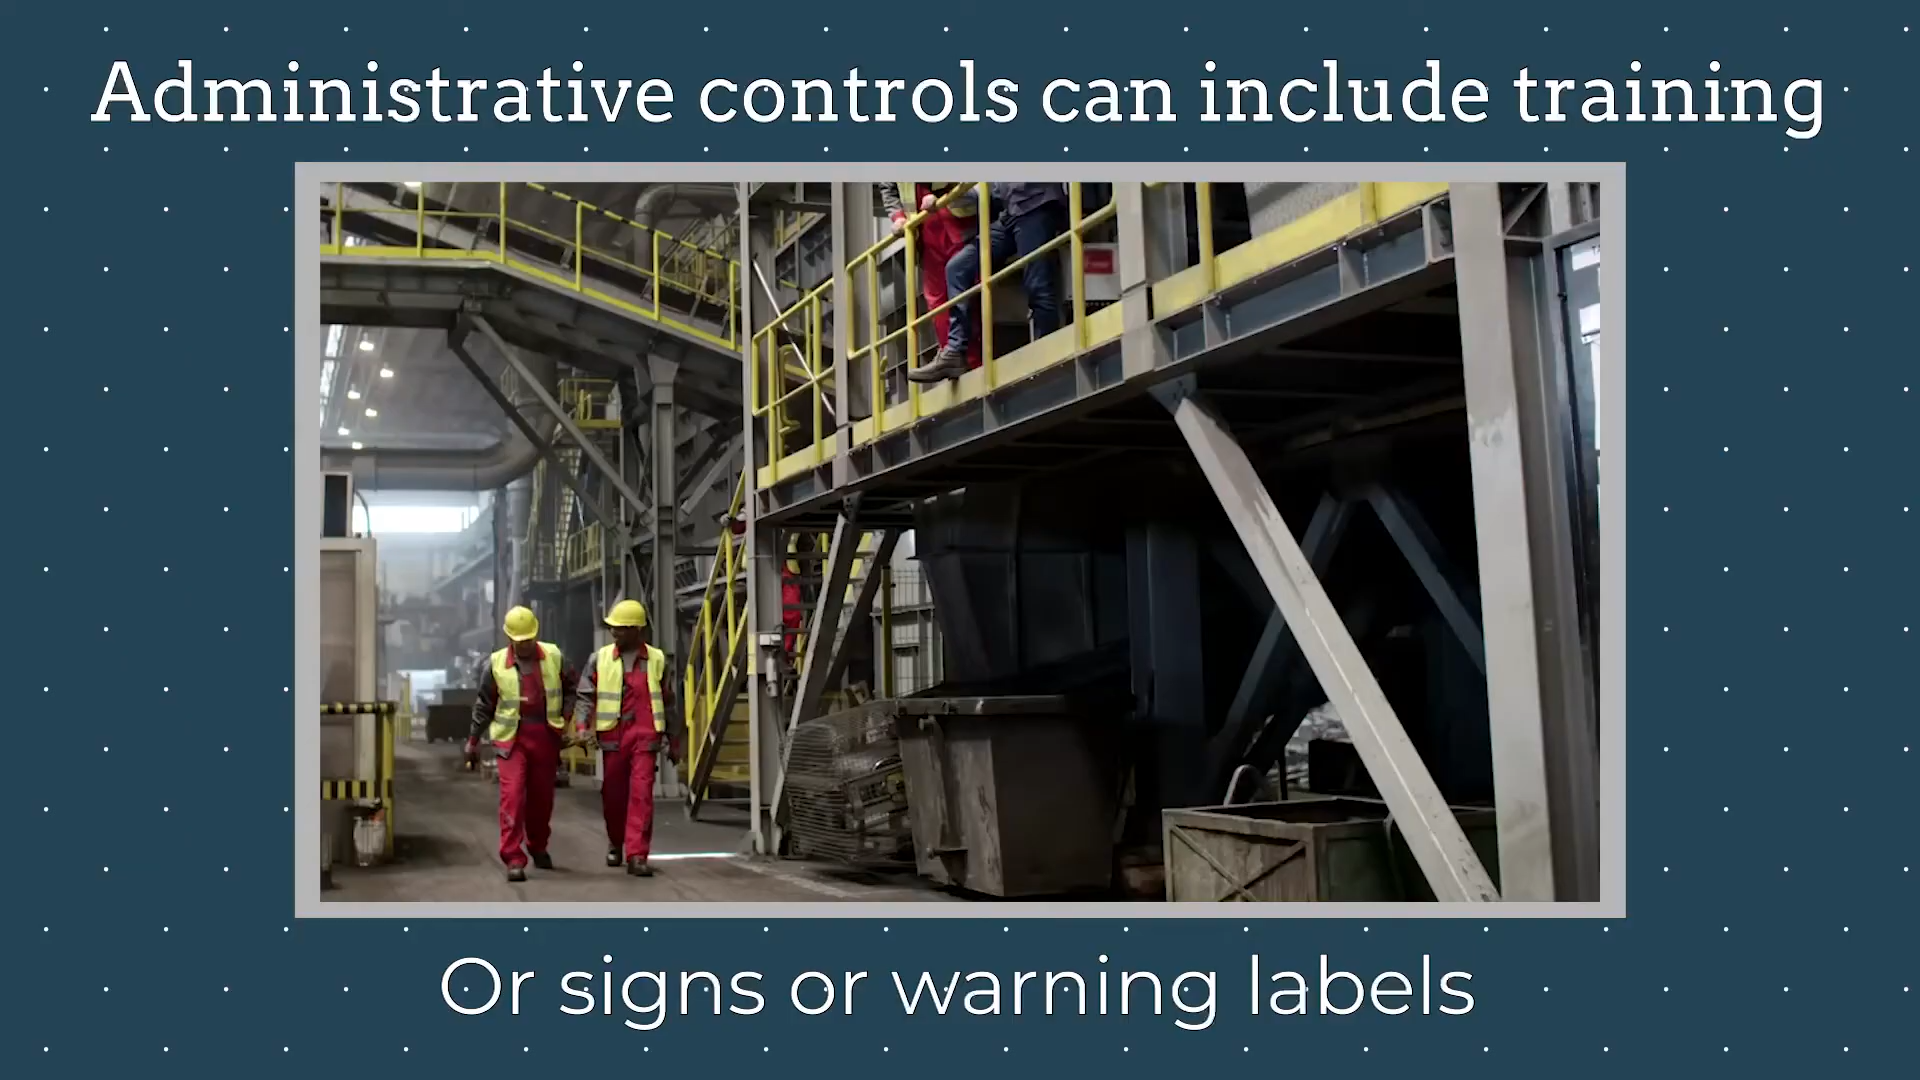 Administrative controls can include training
Or signs or warning labels